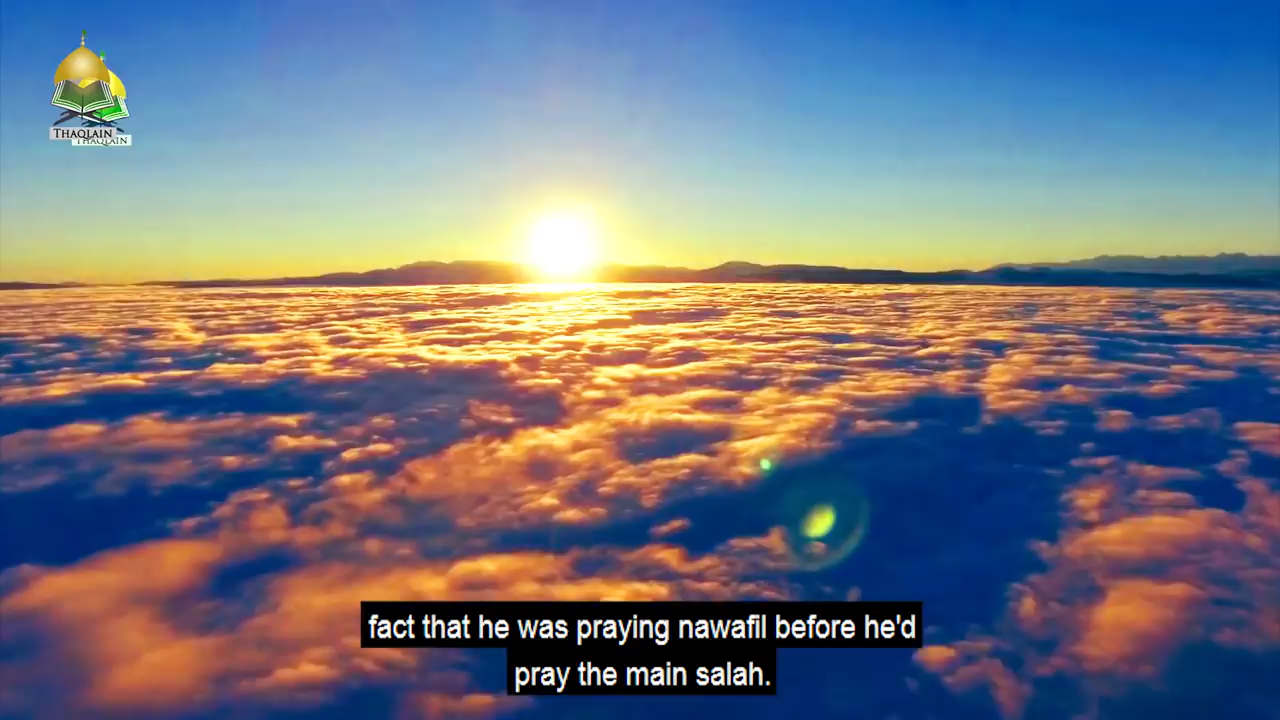 THAQLAIN
THAQLAIN
fact that he was praying nawafil before he'd
pray the main salah.